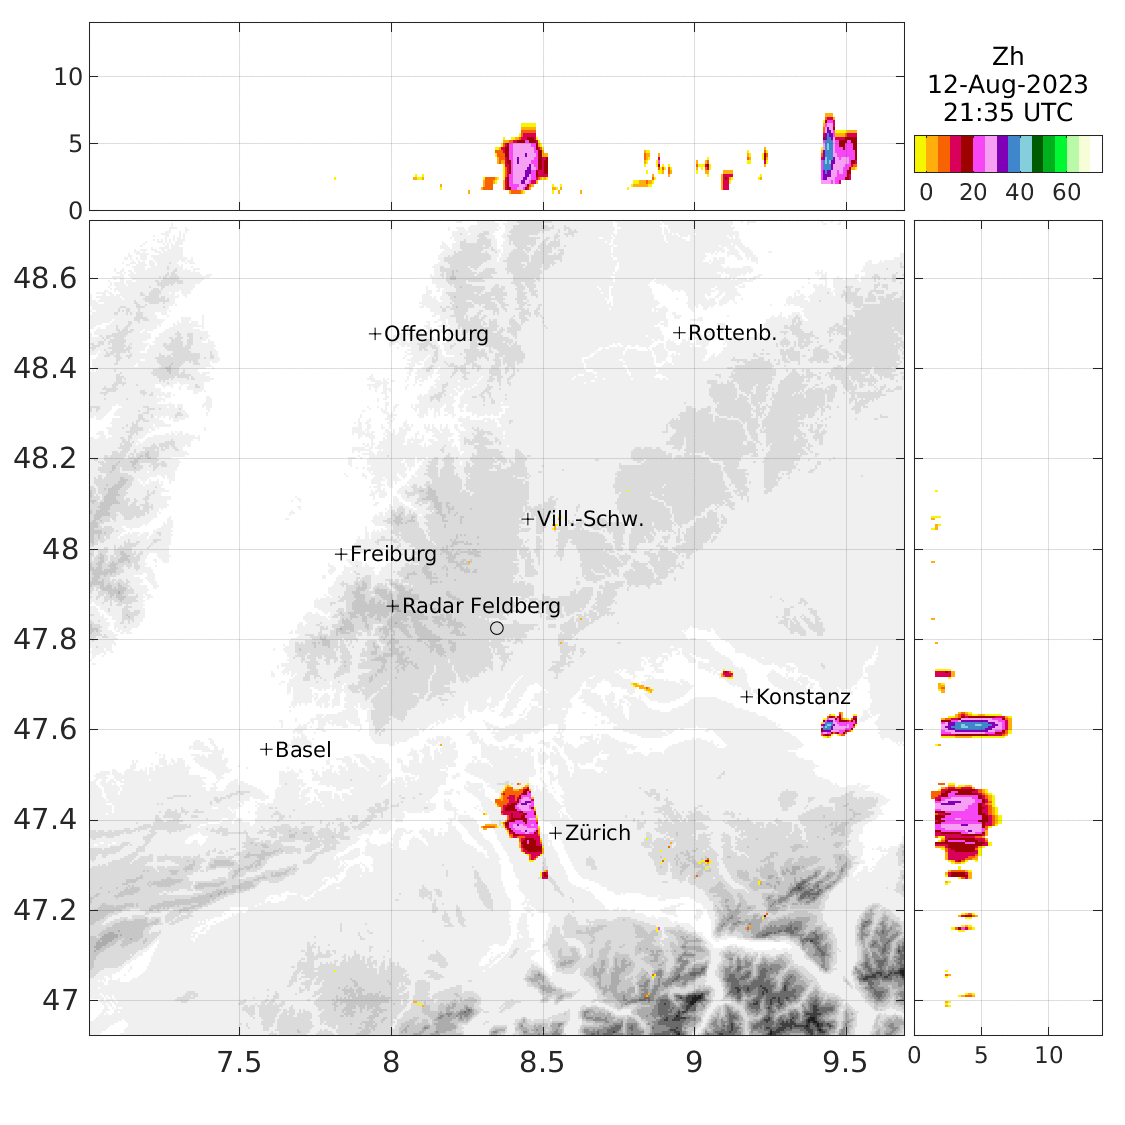 10
5
0
Zh
12-Aug-2023
21:35 UTC
0 20 40 60
48.6
48.4
48.2
48
47.8
47.6
47.4
47.2
47
+Offenburg
+Rottenb.
+Vill.-Schw.
+Freiburg
+Radar Feldberg
+Konstanz
+Basel
+Zürich
7.5 8 8.5 9 9.5
0 5 10